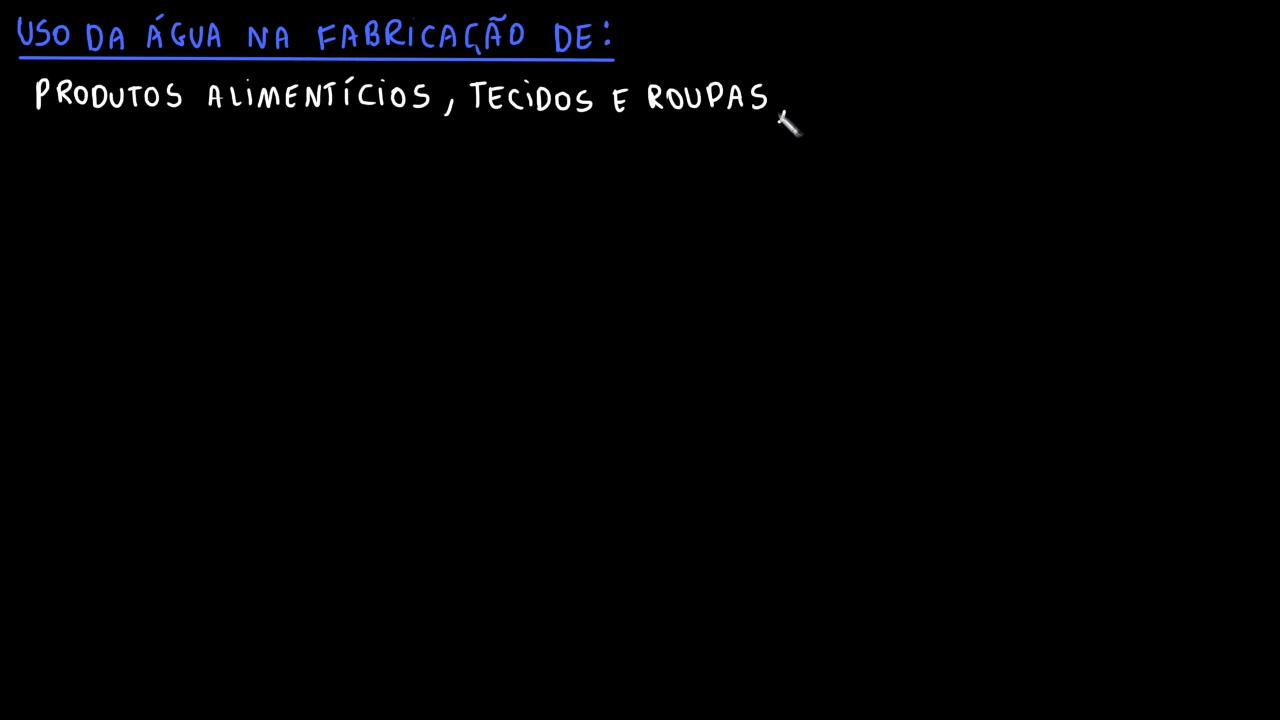 USO DA ÁGUA NA FABRICAÇÃO DE:
PRODUTOS ALIMENTÍCIOS, TECIDOS E ROUPAS,